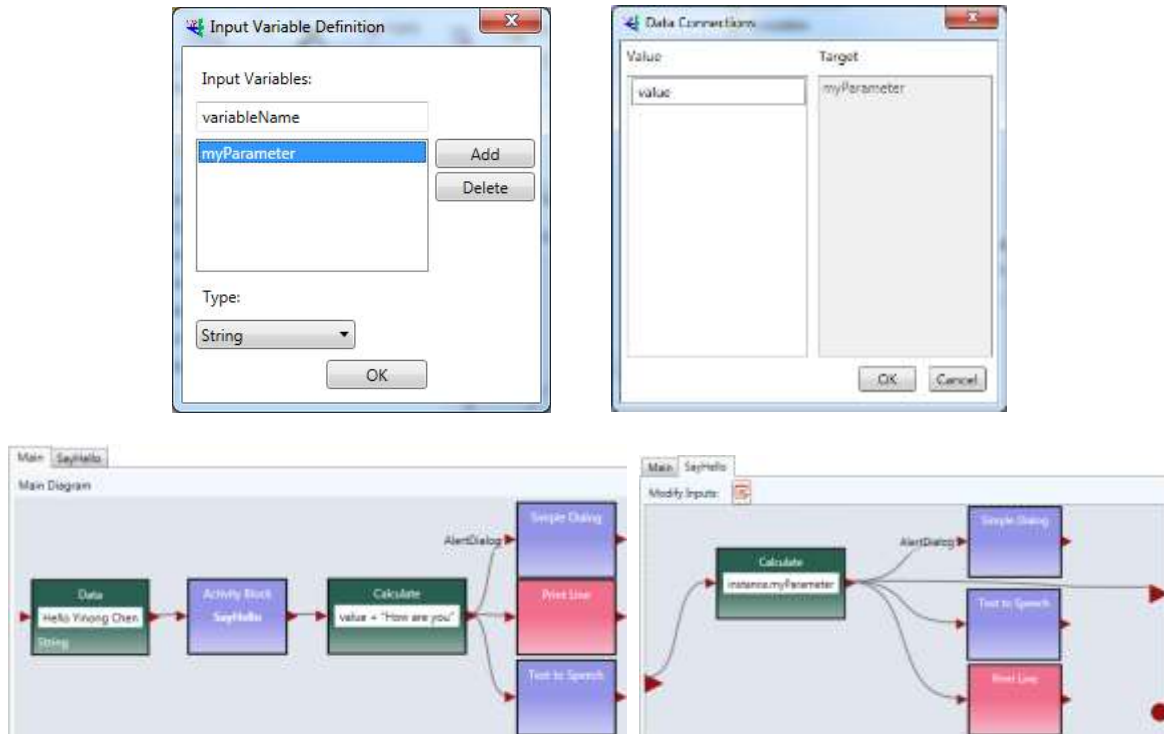 Input Variable Definition
Input Variables:
variableName
myParameter
Add
Delete
Type:
String
OK
Data Connections
Value
Target
value
myParameter
OK
Cancel
Main
SayHello
Main Diagram
Data
Hello Yinong Chen
String
Activity Block
SayHello
Calculate
value + "How are you"
AlertDialog
Simple Dialog
Print Line
Text to Speech
Main
SayHello
Modify Inputs:
Calculate
instance.myParameter
AlertDialog
Simple Dialog
Text to Speech
Print Line